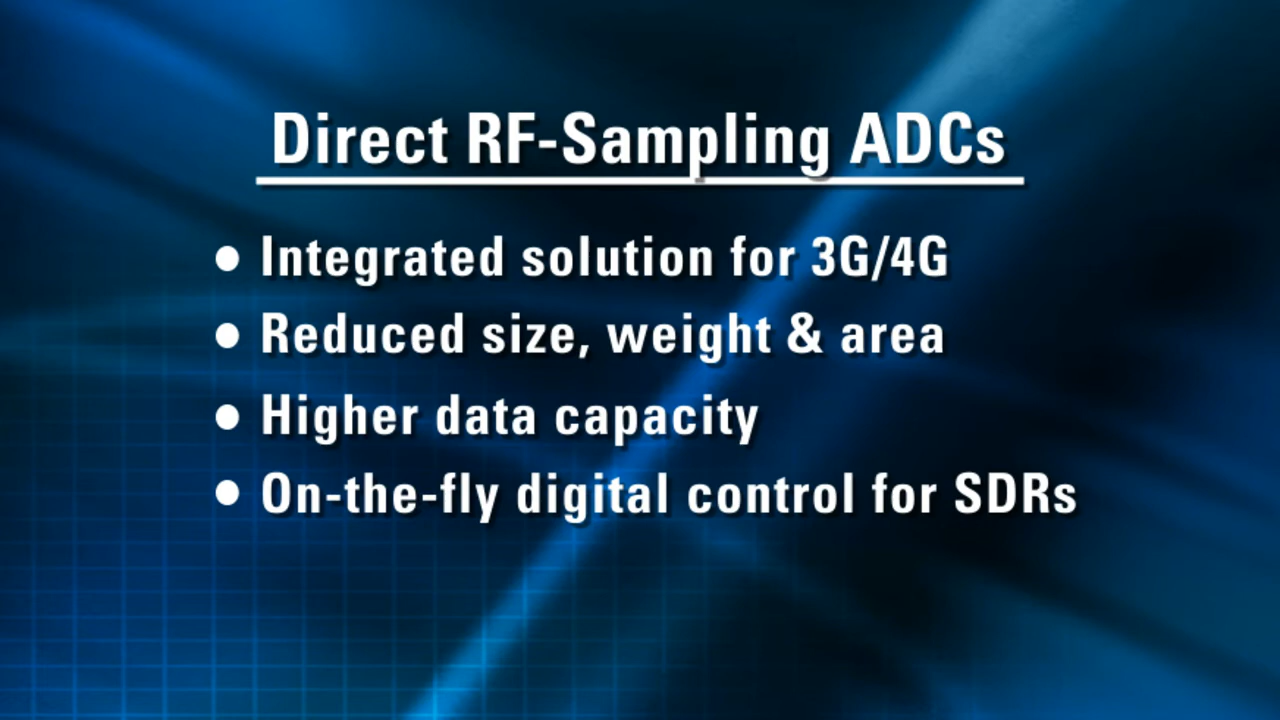 Direct RF-Sampling ADCs
• Integrated solution for 3G/4G
• Reduced size, weight & area
• Higher data capacity
• On-the-fly digital control for SDRs